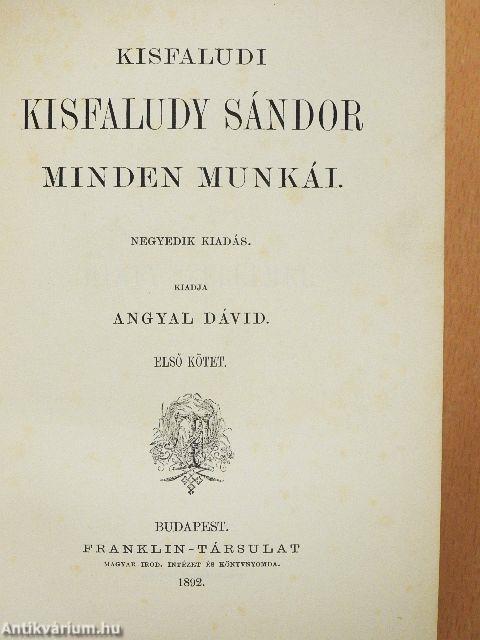 KISFALUDI
KISFALUDY SÁNDOR
MINDEN MUNKÁI.
NEGYEDIK KIADÁS.
KIADJA
ANGYAL DÁVID.
ELSŐ KÖTET.
BUDAPEST.
FRANKLIN-TÁRSULAT
MAGYAR IROD. INTÉZET ÉS KÖNYVNYOMDA.
1892.
Antikvárium.hu